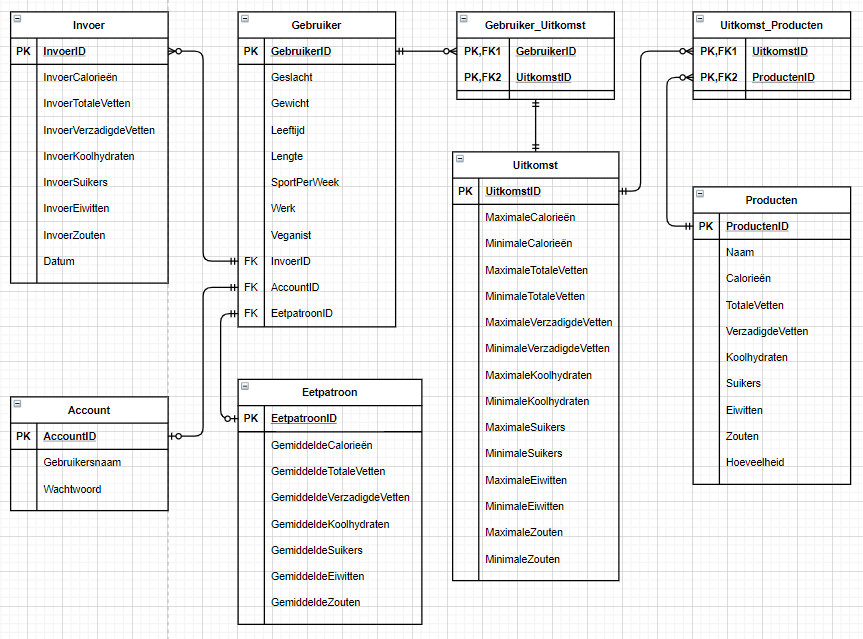 Invoer
PK InvoerID
InvoerCalorieën
InvoerTotaleVetten
InvoerVerzadigdeVetten
InvoerKoolhydraten
InvoerSuikers
InvoerEiwitten
InvoerZouten
Datum
Gebruiker
PK GebruikerID
Geslacht
Gewicht
Leeftijd
Lengte
SportPerWeek
Werk
Veganist
FK InvoerID
FK AccountID
FK EetpatroonID
Gebruiker_Uitkomst
PK,FK1 GebruikerID
PK,FK2 UitkomstID
Uitkomst_Producten
PK,FK1 UitkomstID
PK,FK2 ProductenID
Uitkomst
PK UitkomstID
MaximaleCalorieën
MinimaleCalorieën
MaximaleTotaleVetten
MinimaleTotaleVetten
MaximaleVerzadigdeVetten
MinimaleVerzadigdeVetten
MaximaleKoolhydraten
MinimaleKoolhydraten
MaximaleSuikers
MinimaleSuikers
MaximaleEiwitten
MinimaleEiwitten
MaximaleZouten
MinimaleZouten
Producten
PK ProductenID
Naam
Calorieën
TotaleVetten
VerzadigdeVetten
Koolhydraten
Suikers
Eiwitten
Zouten
Hoeveelheid
Account
PK AccountID
Gebruikersnaam
Wachtwoord
Eetpatroon
PK EetpatroonID
GemiddeldeCalorieën
GemiddeldeTotaleVetten
GemiddeldeVerzadigdeVetten
GemiddeldeKoolhydraten
GemiddeldeSuikers
GemiddeldeEiwitten
GemiddeldeZouten